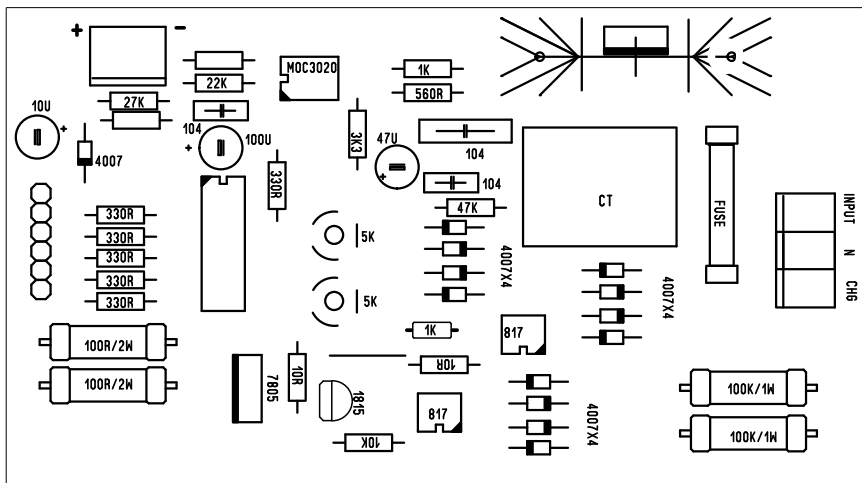 + -
MOC3020
1K
22K
560R
27K
10U
104
100U
47U
3K3
104
4007
330R
104
330R
47K
CT
FUSE
INPUT
N
CHG
330R
5K
330R
4007X4
330R
4007X4
330R
5K
1K
817
100R/2W
10R
10R
7805
100R/2W
1815
817
4007X4
100K/1W
10K
100K/1W